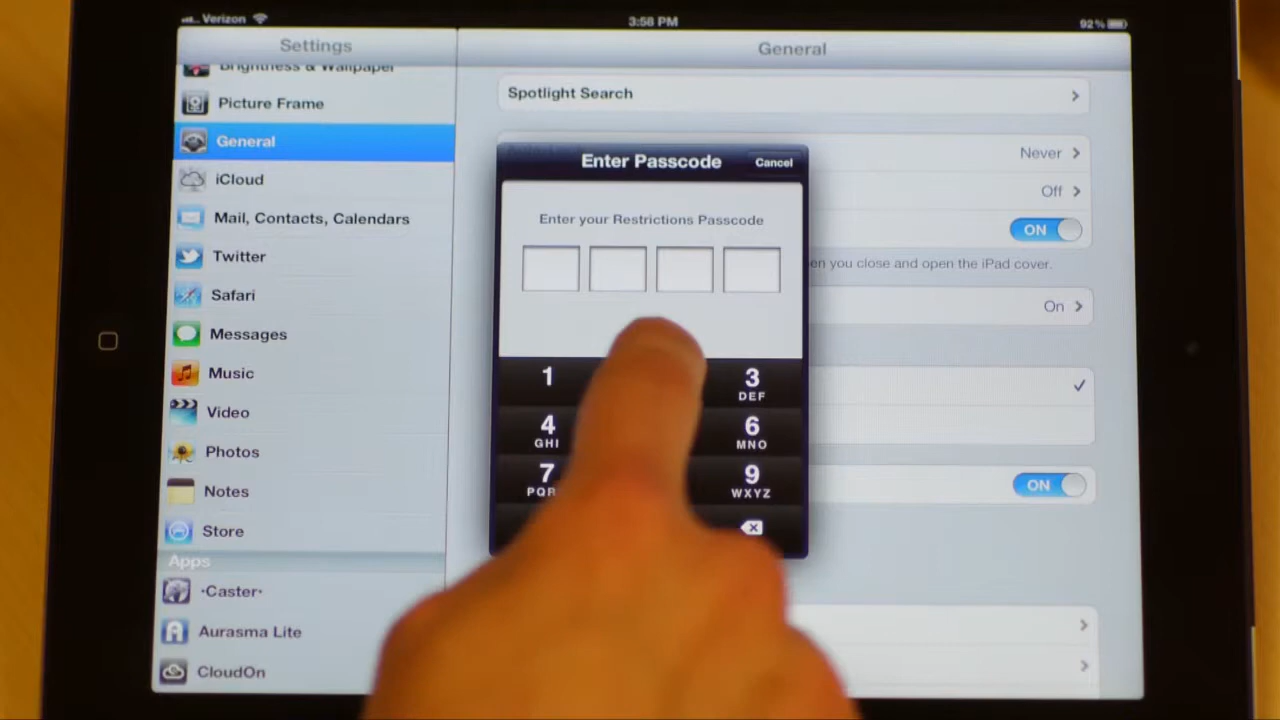 Verizon
3:58 PM
92%
Settings
General
Brightness & Wallpaper
Picture Frame
General
iCloud
Mail, Contacts, Calendars
Twitter
Safari
Messages
Music
Video
Photos
Notes
Store
Apps
·Caster·
Aurasma Lite
CloudOn
Spotlight Search
Never
Off
ON
en you close and open the iPad cover.
On
ON
Enter Passcode
Cancel
Enter your Restrictions Passcode
1
3
DEF
4
6
GHI
MNO
7
9
PQR
WXYZ